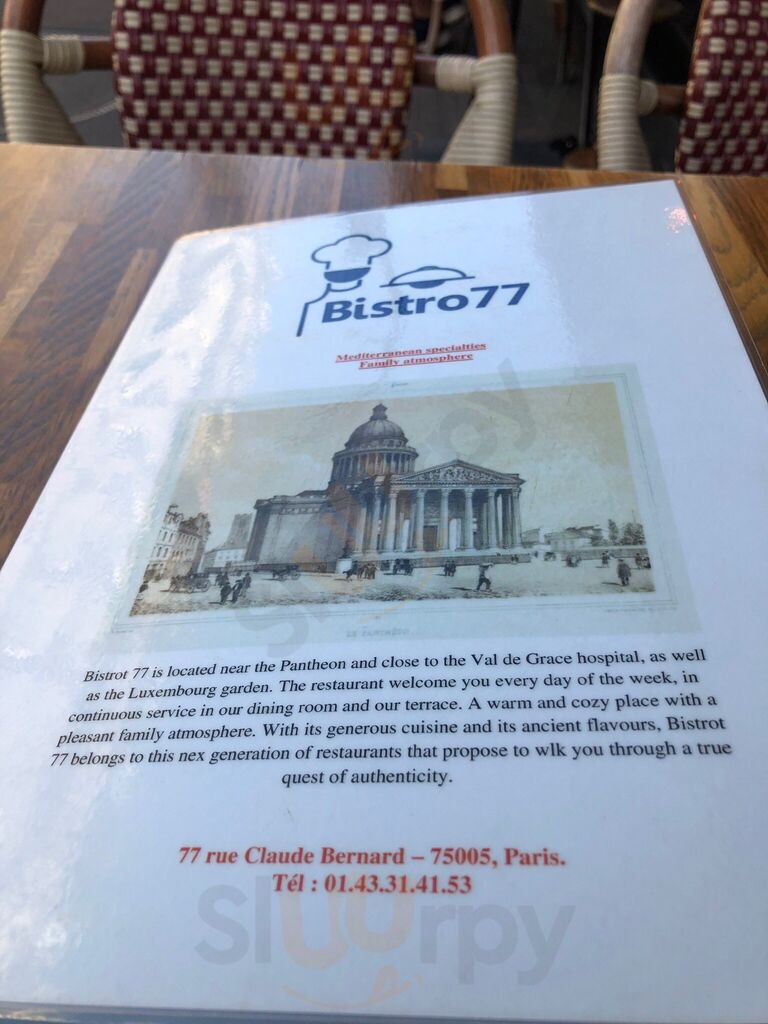 Bistro77
Mediterranean specialties
Family atmosphere
LE PANTHÉON
Bistrot 77 is located near the Pantheon and close to the Val de Grace hospital, as well
as the Luxembourg garden. The restaurant welcome you every day of the week, in
continuous service in our dining room and our terrace. A warm and cozy place with a
pleasant family atmosphere. With its generous cuisine and its ancient flavours, Bistrot
77 belongs to this nex generation of restaurants that propose to wlk you through a true
quest of authenticity.
77 rue Claude Bernard – 75005, Paris.
Tél : 01.43.31.41.53
Sluurpy
Sluurpy